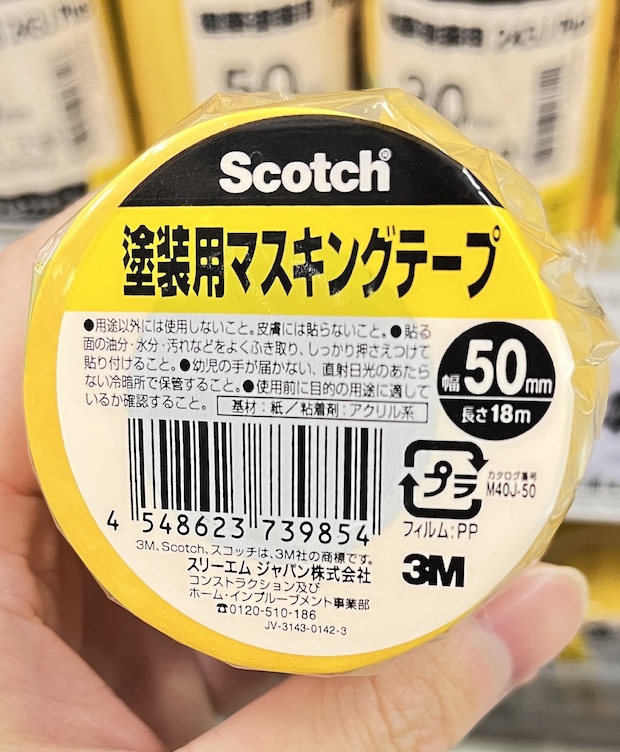 50
30
Scotch®
塗装用マスキングテープ
●用途以外には使用しないこと。皮膚には貼らないこと。●貼る
面の油分・水分・汚れなどをよくふき取り、しっかり押さえつけて
貼り付けること。●幼児の手が届かない、直射日光のあたら
ない冷暗所で保管すること。●使用前に目的の用途に適して
いるか確認すること。
基材：紙／粘着剤：アクリル系
幅50mm
長さ18m
4 548623 739854
プラ
カタログ番号
M40J-50
フィルム：PP
3M、Scotch、スコッチは、3M社の商標です。
スリーエム ジャパン株式会社
コンストラクション及び
ホーム・インプルーブメント事業部
☎0120-510-186
JV-3143-0142-3
3M